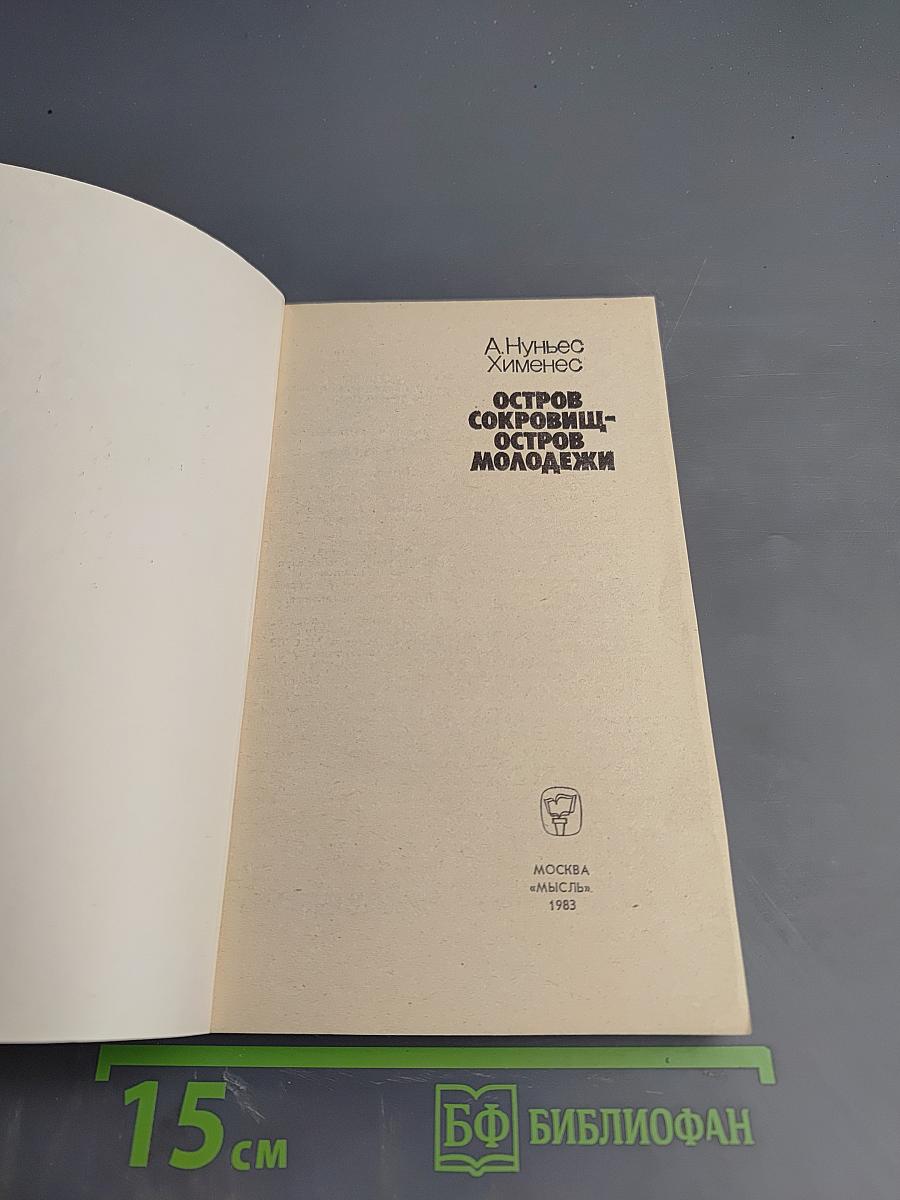 А.Нуньес
Хименес
ОСТРОВ
СОКРОВИЩ-
ОСТРОВ
МОЛОДЕЖИ
МОСКВА
«МЫСЛЬ»
1983
15 см
БФ БИБЛИОФАН